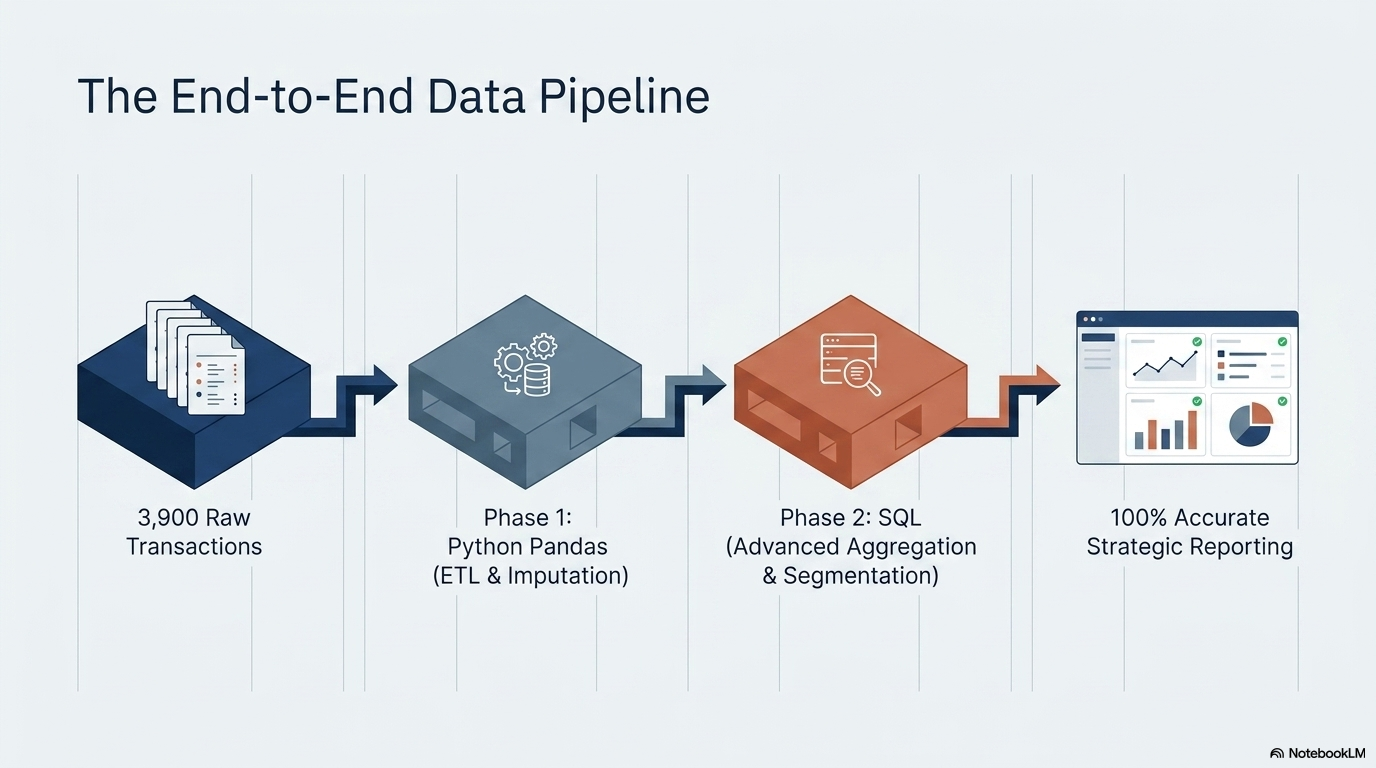 The End-to-End Data Pipeline
3,900 Raw
Transactions
Phase 1:
Python Pandas
(ETL & Imputation)
Phase 2: SQL
(Advanced Aggregation
& Segmentation)
100% Accurate
Strategic Reporting
NotebookLM